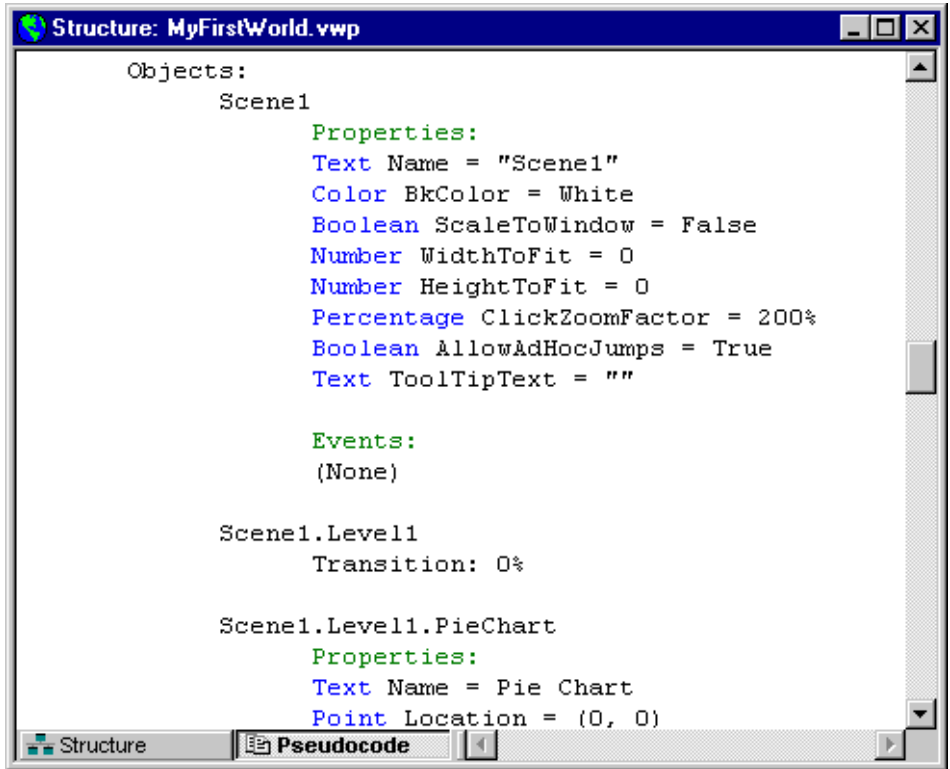 Structure: MyFirstWorld.vwp
Objects:
Scene1
Properties:
Text Name = "Scene1"
Color BkColor = White
Boolean ScaleToWindow = False
Number WidthToFit = 0
Number HeightToFit = 0
Percentage ClickZoomFactor = 200%
Boolean AllowAdHocJumps = True
Text ToolTipText = ""
Events:
(None)
Scene1.Level1
Transition: 0%
Scene1.Level1.PieChart
Properties:
Text Name = Pie Chart
Point Location = (0, 0)
Structure Pseudocode